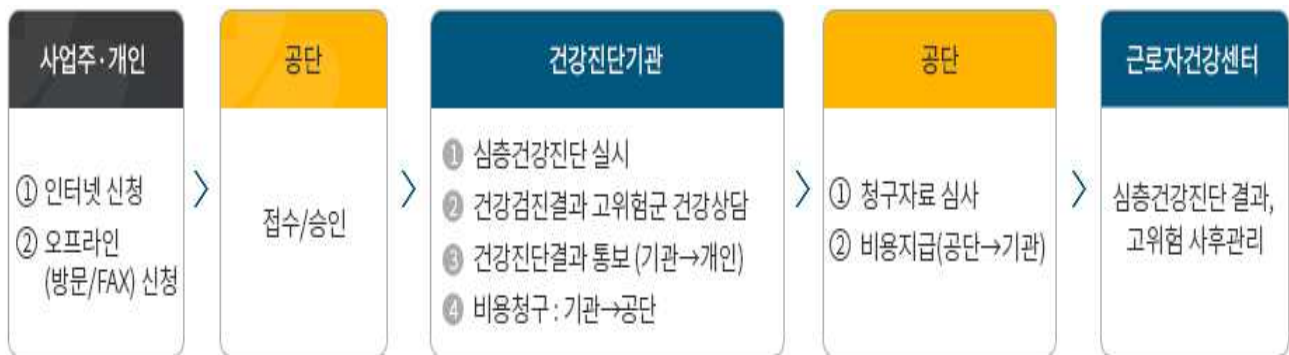 사업주·개인
① 인터넷 신청
② 오프라인
(방문/FAX) 신청
공단
접수/승인
건강진단기관
① 심층건강진단 실시
② 건강검진결과 고위험군 건강상담
③ 건강진단결과 통보 (기관→개인)
④ 비용청구 : 기관→공단
공단
① 청구자료 심사
② 비용지급(공단→기관)
근로자건강센터
심층건강진단 결과,
고위험 사후관리